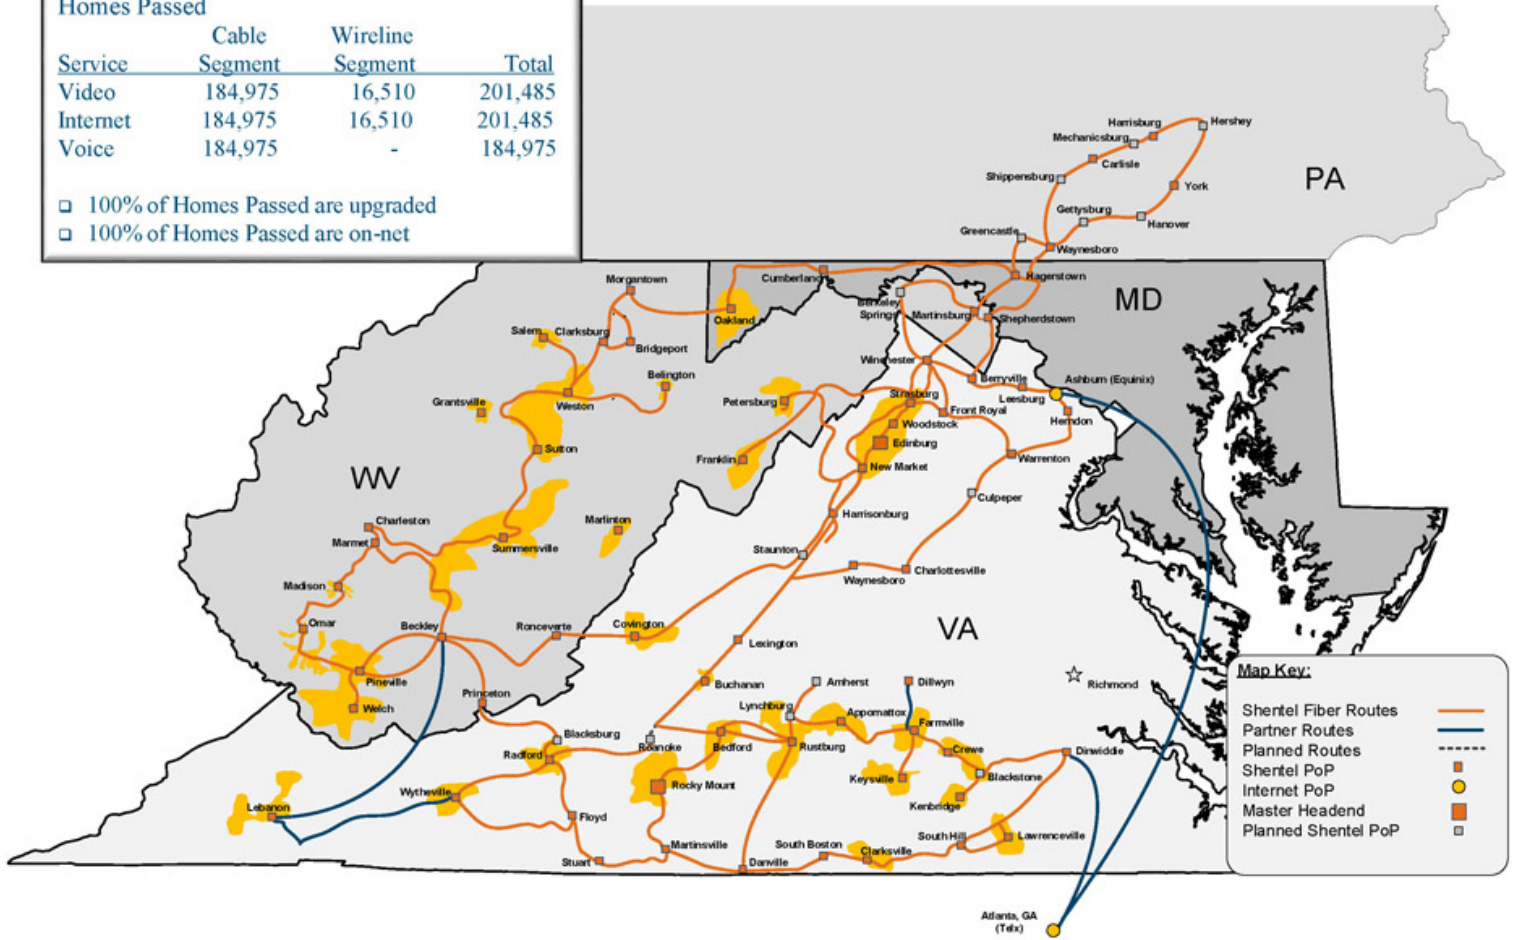 Homes Passed
Cable Wireline
Service Segment Segment Total
Video 184,975 16,510 201,485
Internet 184,975 16,510 201,485
Voice 184,975 - 184,975
❑ 100% of Homes Passed are upgraded
❑ 100% of Homes Passed are on-net
Harrisburg
Hershey
Mechanicsburg
Carlisle
Shippensburg
PA
York
Gettysburg
Hanover
Greencastle
Waynesboro
Morgantown
Cumberland
Hagerstown
MD
Berkeley
Springs
Martinsburg
Shepherdstown
Oakland
Salem
Clarksburg
Bridgeport
Winchester
Belington
Berryville
Ashburn (Equinix)
Leesburg
Grantsville
Weston
Petersburg
Strasburg
Front Royal
Herndon
Woodstock
Edinburg
Sutton
Franklin
New Market
Warrenton
WV
Culpeper
Charleston
Marlinton
Harrisonburg
Marmet
Summersville
Staunton
Waynesboro
Charlottesville
Madison
Omar
Beckley
Ronceverte
Covington
VA
Lexington
Pineville
Buchanan
Amherst
Dillwyn
Richmond
Princeton
Welch
Lynchburg
Appomattox
Farmville
Blacksburg
Roanoke
Bedford
Rustburg
Crewe
Dinwiddie
Radford
Rocky Mount
Keysville
Blackstone
Wytheville
Kenbridge
Lebanon
Floyd
South Hill
Lawrenceville
Martinsville
South Boston
Clarksville
Stuart
Danville
Atlanta, GA
(Telx)
Map Key:
Shentel Fiber Routes
Partner Routes
Planned Routes
Shentel PoP
Internet PoP
Master Headend
Planned Shentel PoP